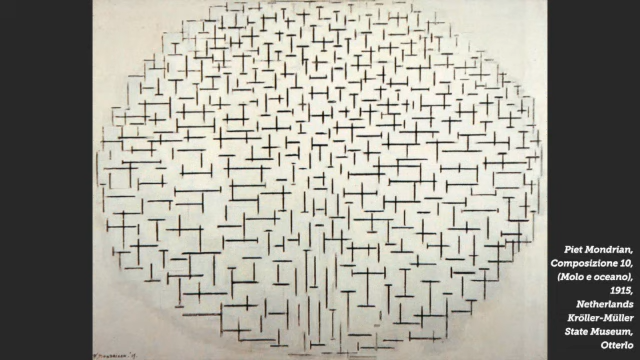 Piet Mondrian,
Composizione 10,
(Molo e oceano),
1915,
Netherlands
Kröller-Müller
State Museum,
Otterlo